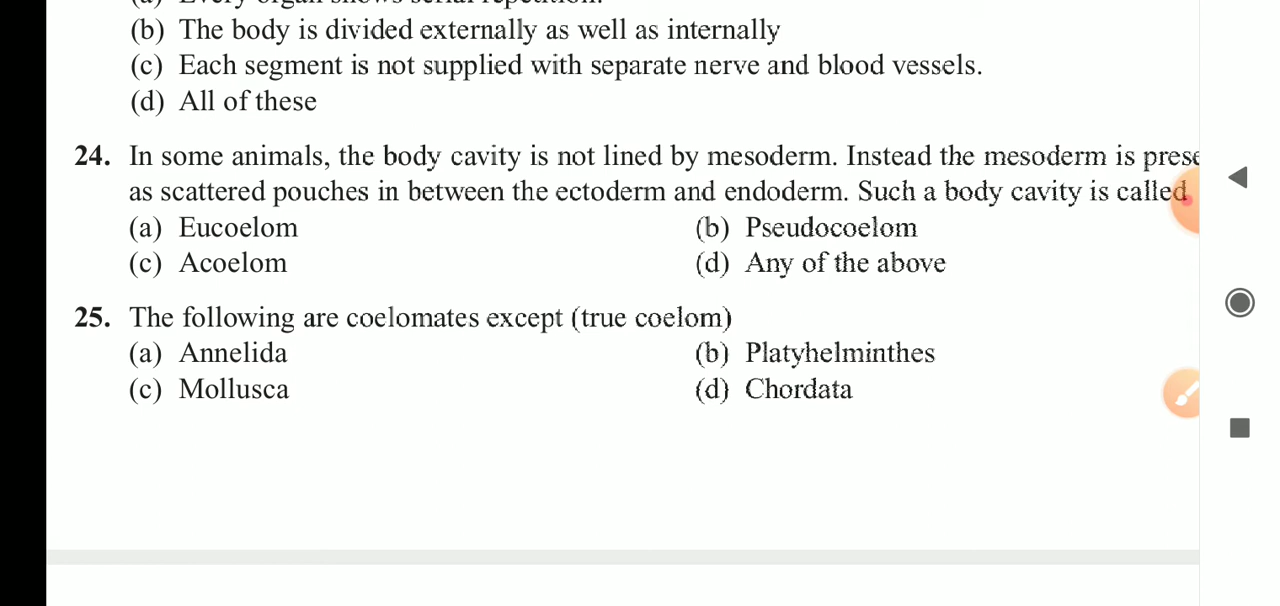 (b) The body is divided externally as well as internally
(c) Each segment is not supplied with separate nerve and blood vessels.
(d) All of these
24. In some animals, the body cavity is not lined by mesoderm. Instead the mesoderm is
as scattered pouches in between the ectoderm and endoderm. Such a body cavity is called
(a) Eucoelom (b) Pseudocoelom
(c) Acoelom (d) Any of the above
25. The following are coelomates except (true coelom)
(a) Annelida (b) Platyhelminthes
(c) Mollusca (d) Chordata